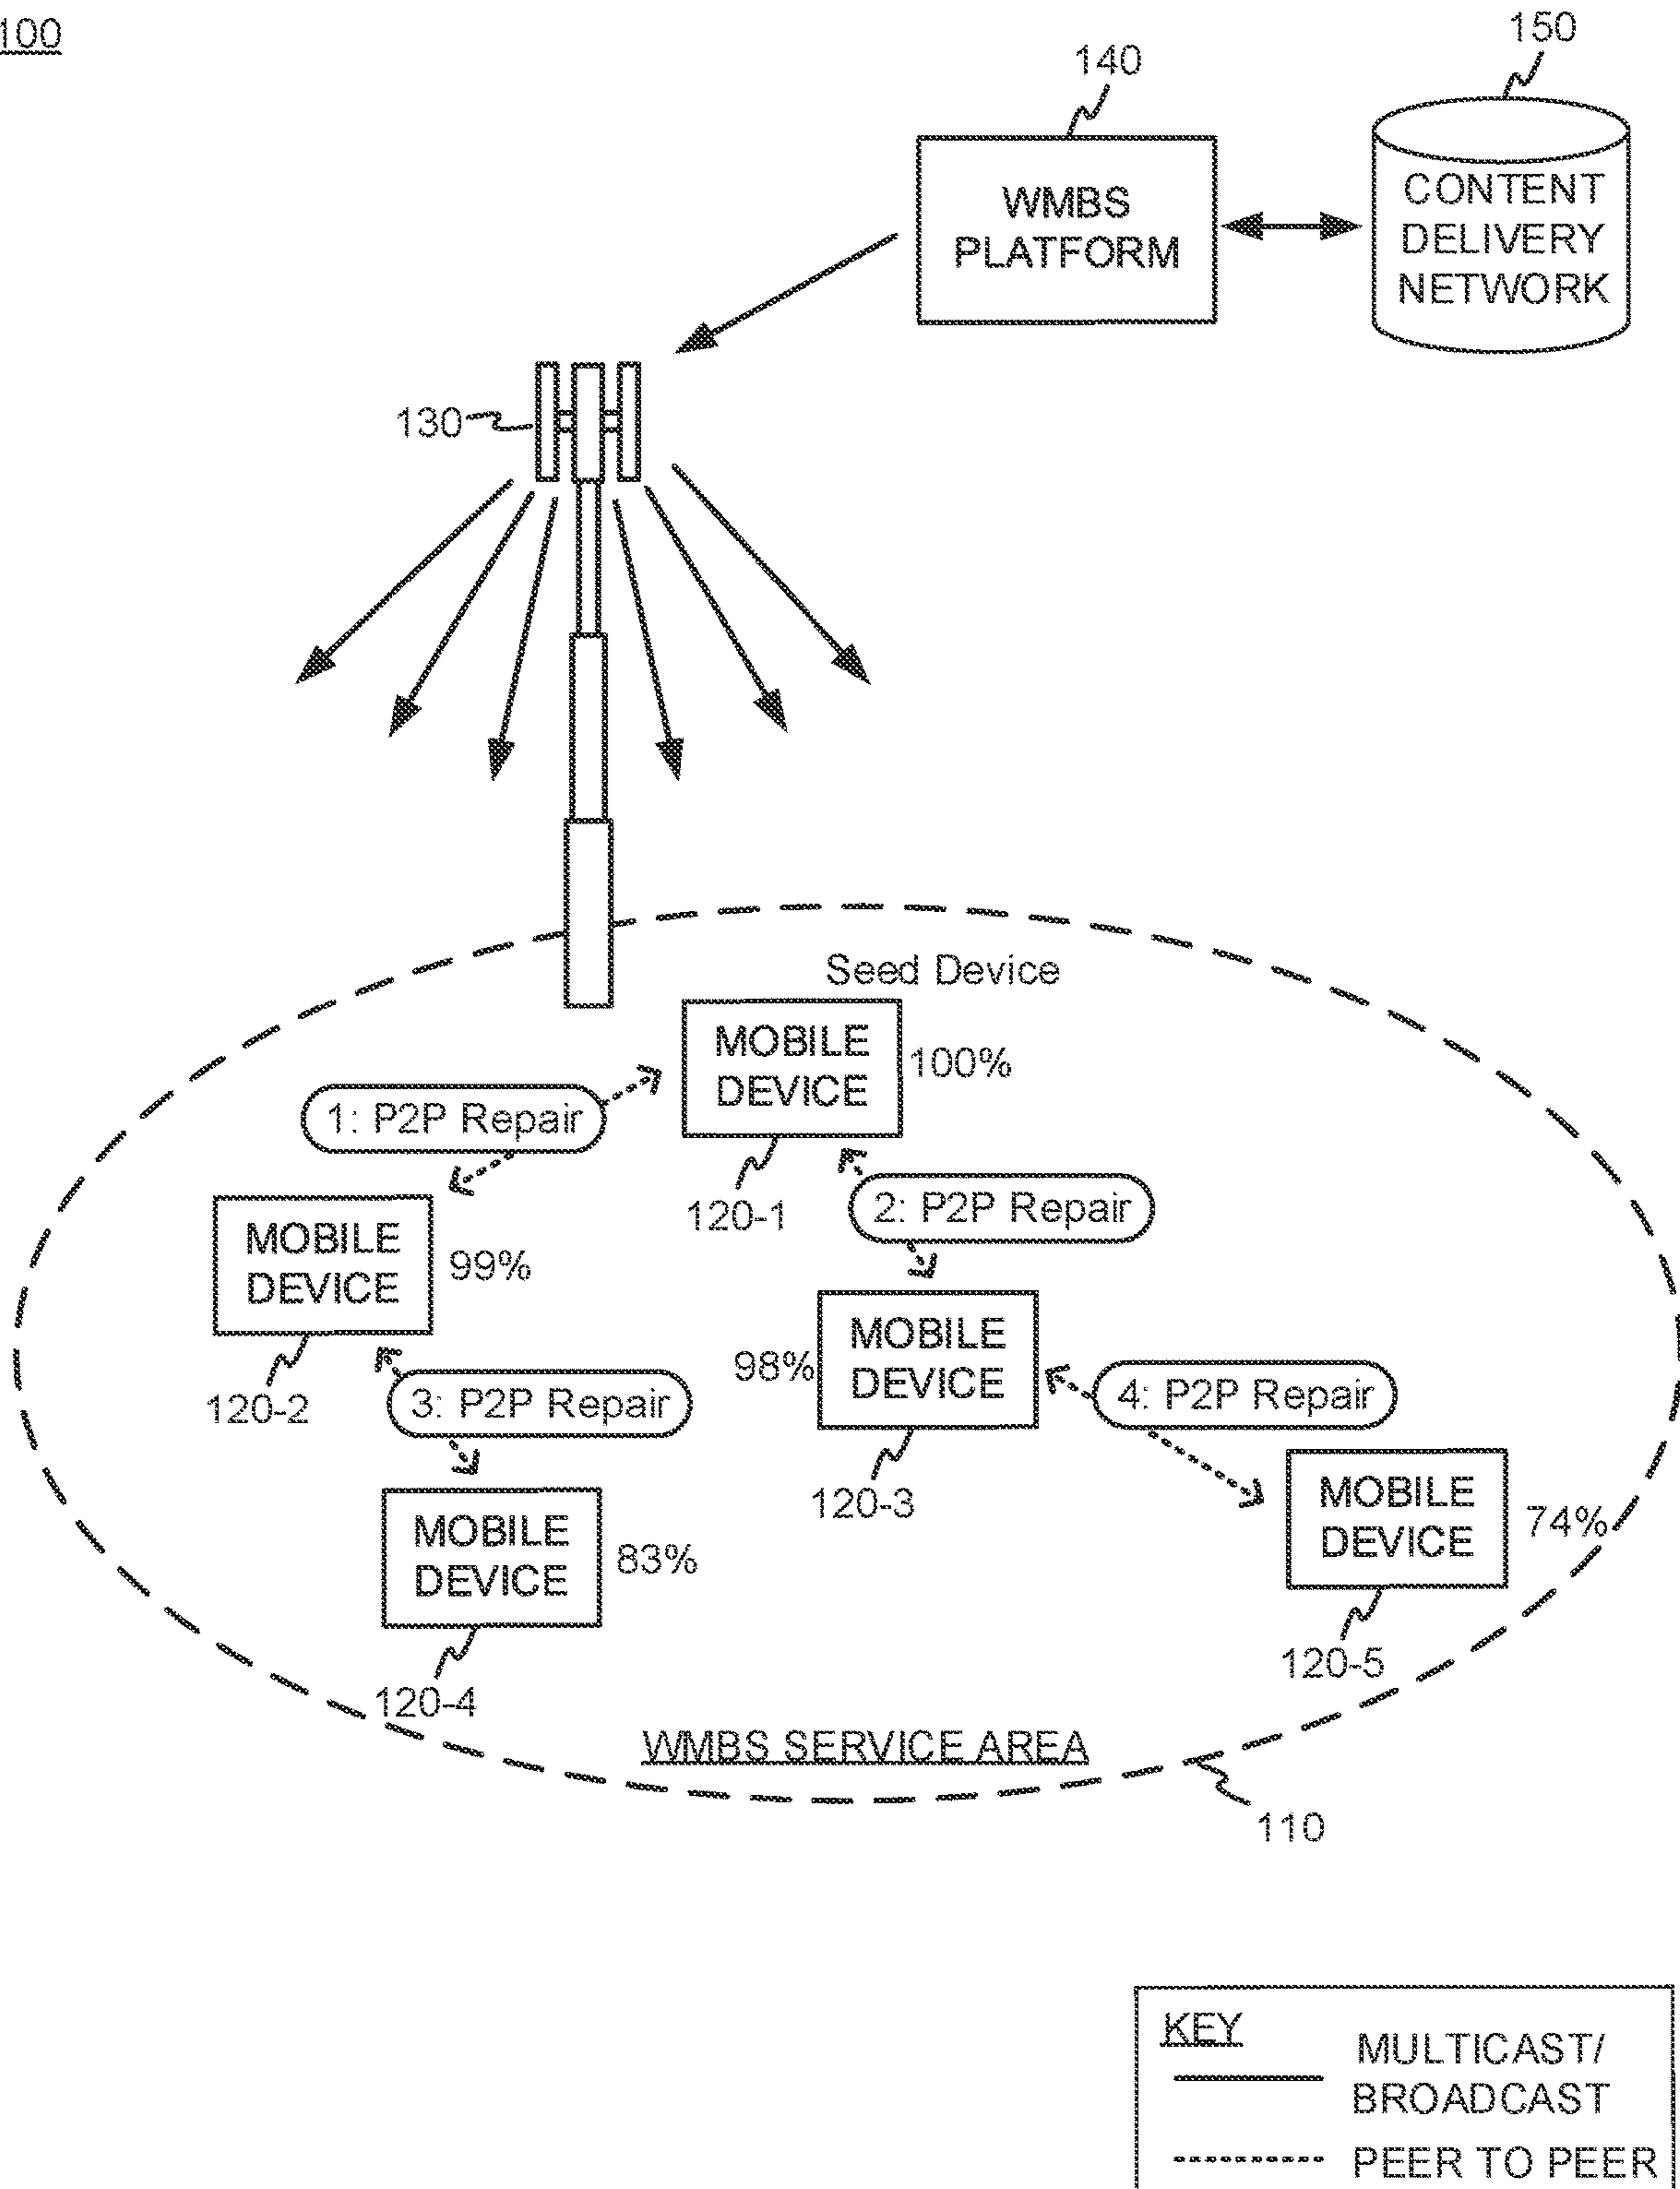 100
150
140
WMBS
PLATFORM
CONTENT
DELIVERY
NETWORK
130
Seed Device
MOBILE
DEVICE
100%
1: P2P Repair
120-1
2: P2P Repair
MOBILE
DEVICE
99%
120-2
MOBILE
DEVICE
98%
3: P2P Repair
4: P2P Repair
120-3
MOBILE
DEVICE
83%
MOBILE
DEVICE
74%
120-4
120-5
WMBS SERVICE AREA
110
KEY
MULTICAST/
BROADCAST
PEER TO PEER